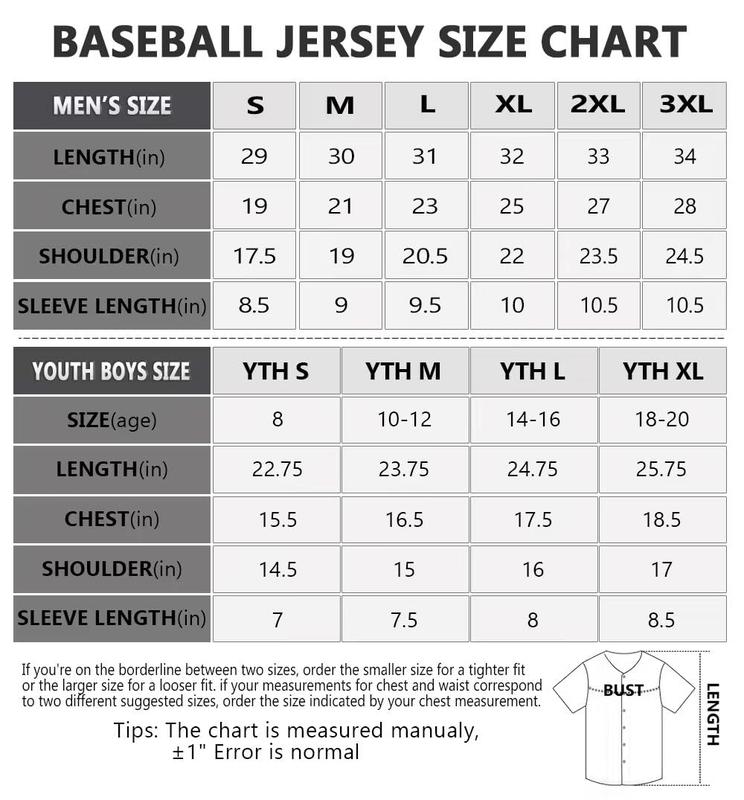 BASEBALL JERSEY SIZE CHART
MEN'S SIZE S M L XL 2XL 3XL
LENGTH(in) 29 30 31 32 33 34
CHEST(in) 19 21 23 25 27 28
SHOULDER(in) 17.5 19 20.5 22 23.5 24.5
SLEEVE LENGTH(in) 8.5 9 9.5 10 10.5 10.5
YOUTH BOYS SIZE YTH S YTH M YTH L YTH XL
SIZE(age) 8 10-12 14-16 18-20
LENGTH(in) 22.75 23.75 24.75 25.75
CHEST(in) 15.5 16.5 17.5 18.5
SHOULDER(in) 14.5 15 16 17
SLEEVE LENGTH(in) 7 7.5 8 8.5
If you're on the borderline between two sizes, order the smaller size for a tighter fit
or the larger size for a looser fit. if your measurements for chest and waist correspond
to two different suggested sizes, order the size indicated by your chest measurement.
Tips: The chart is measured manualy,
±1" Error is normal
BUST
LENGTH